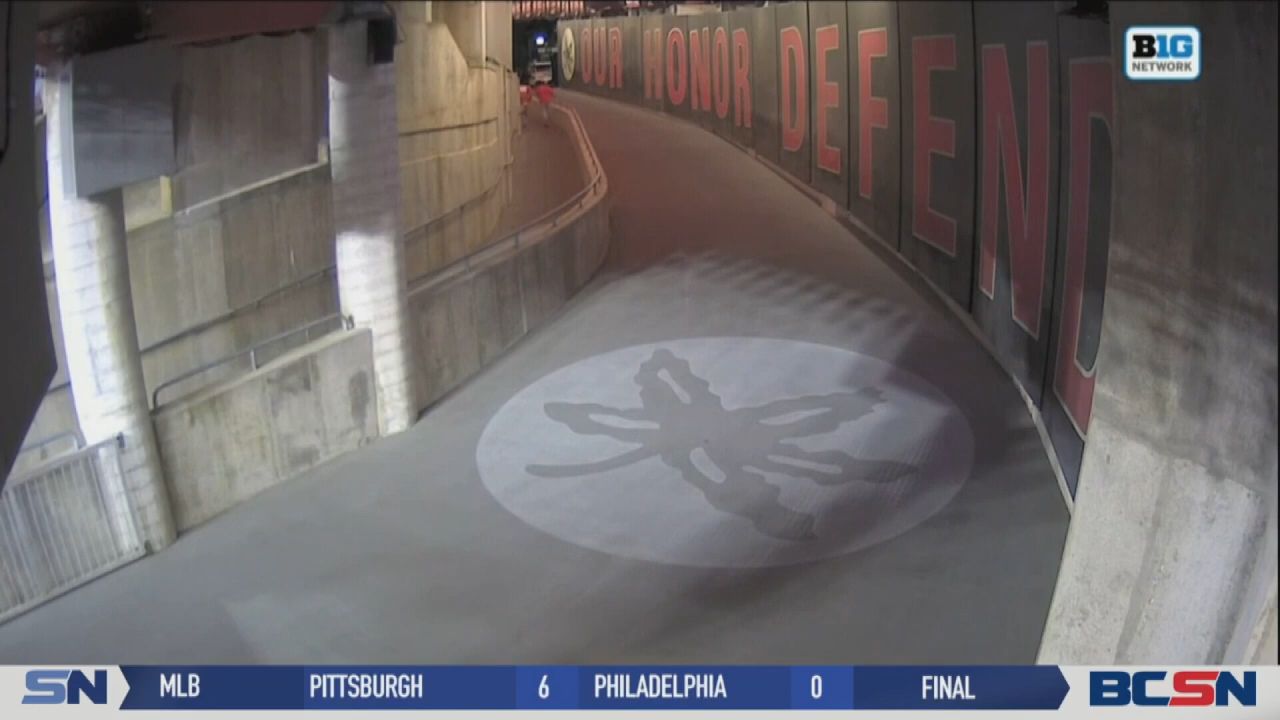 OUR HONOR DEFEND
B1G
NETWORK
SN MLB PITTSBURGH 6 PHILADELPHIA 0 FINAL BCSN